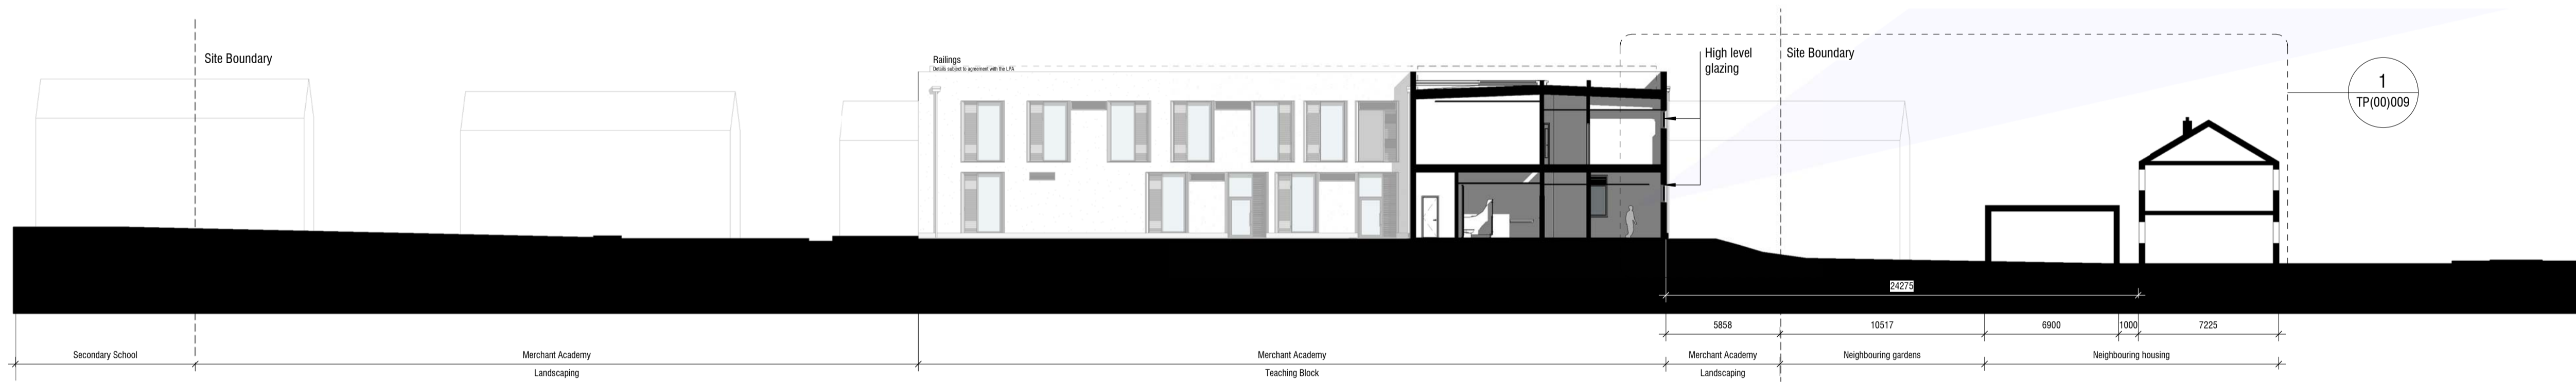 Site Boundary
Railings
Details subject to agreement with the LPA
High level
glazing
Site Boundary
1
TP(00)009
24275
5858
10517
6900
1000
7225
Secondary School
Merchant Academy
Landscaping
Merchant Academy
Teaching Block
Merchant Academy
Landscaping
Neighbouring gardens
Neighbouring housing